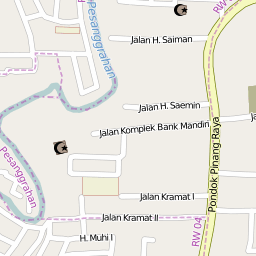 Pesanggrahan
RW
Jalan H. Saiman
Jalan H. Saemin
Jalan Komplek Bank Mandiri
Pondok Pinang Raya
Pesanggrahan
Jalan Kramat I
Jalan Kramat II
H. Muhi I
RW 04